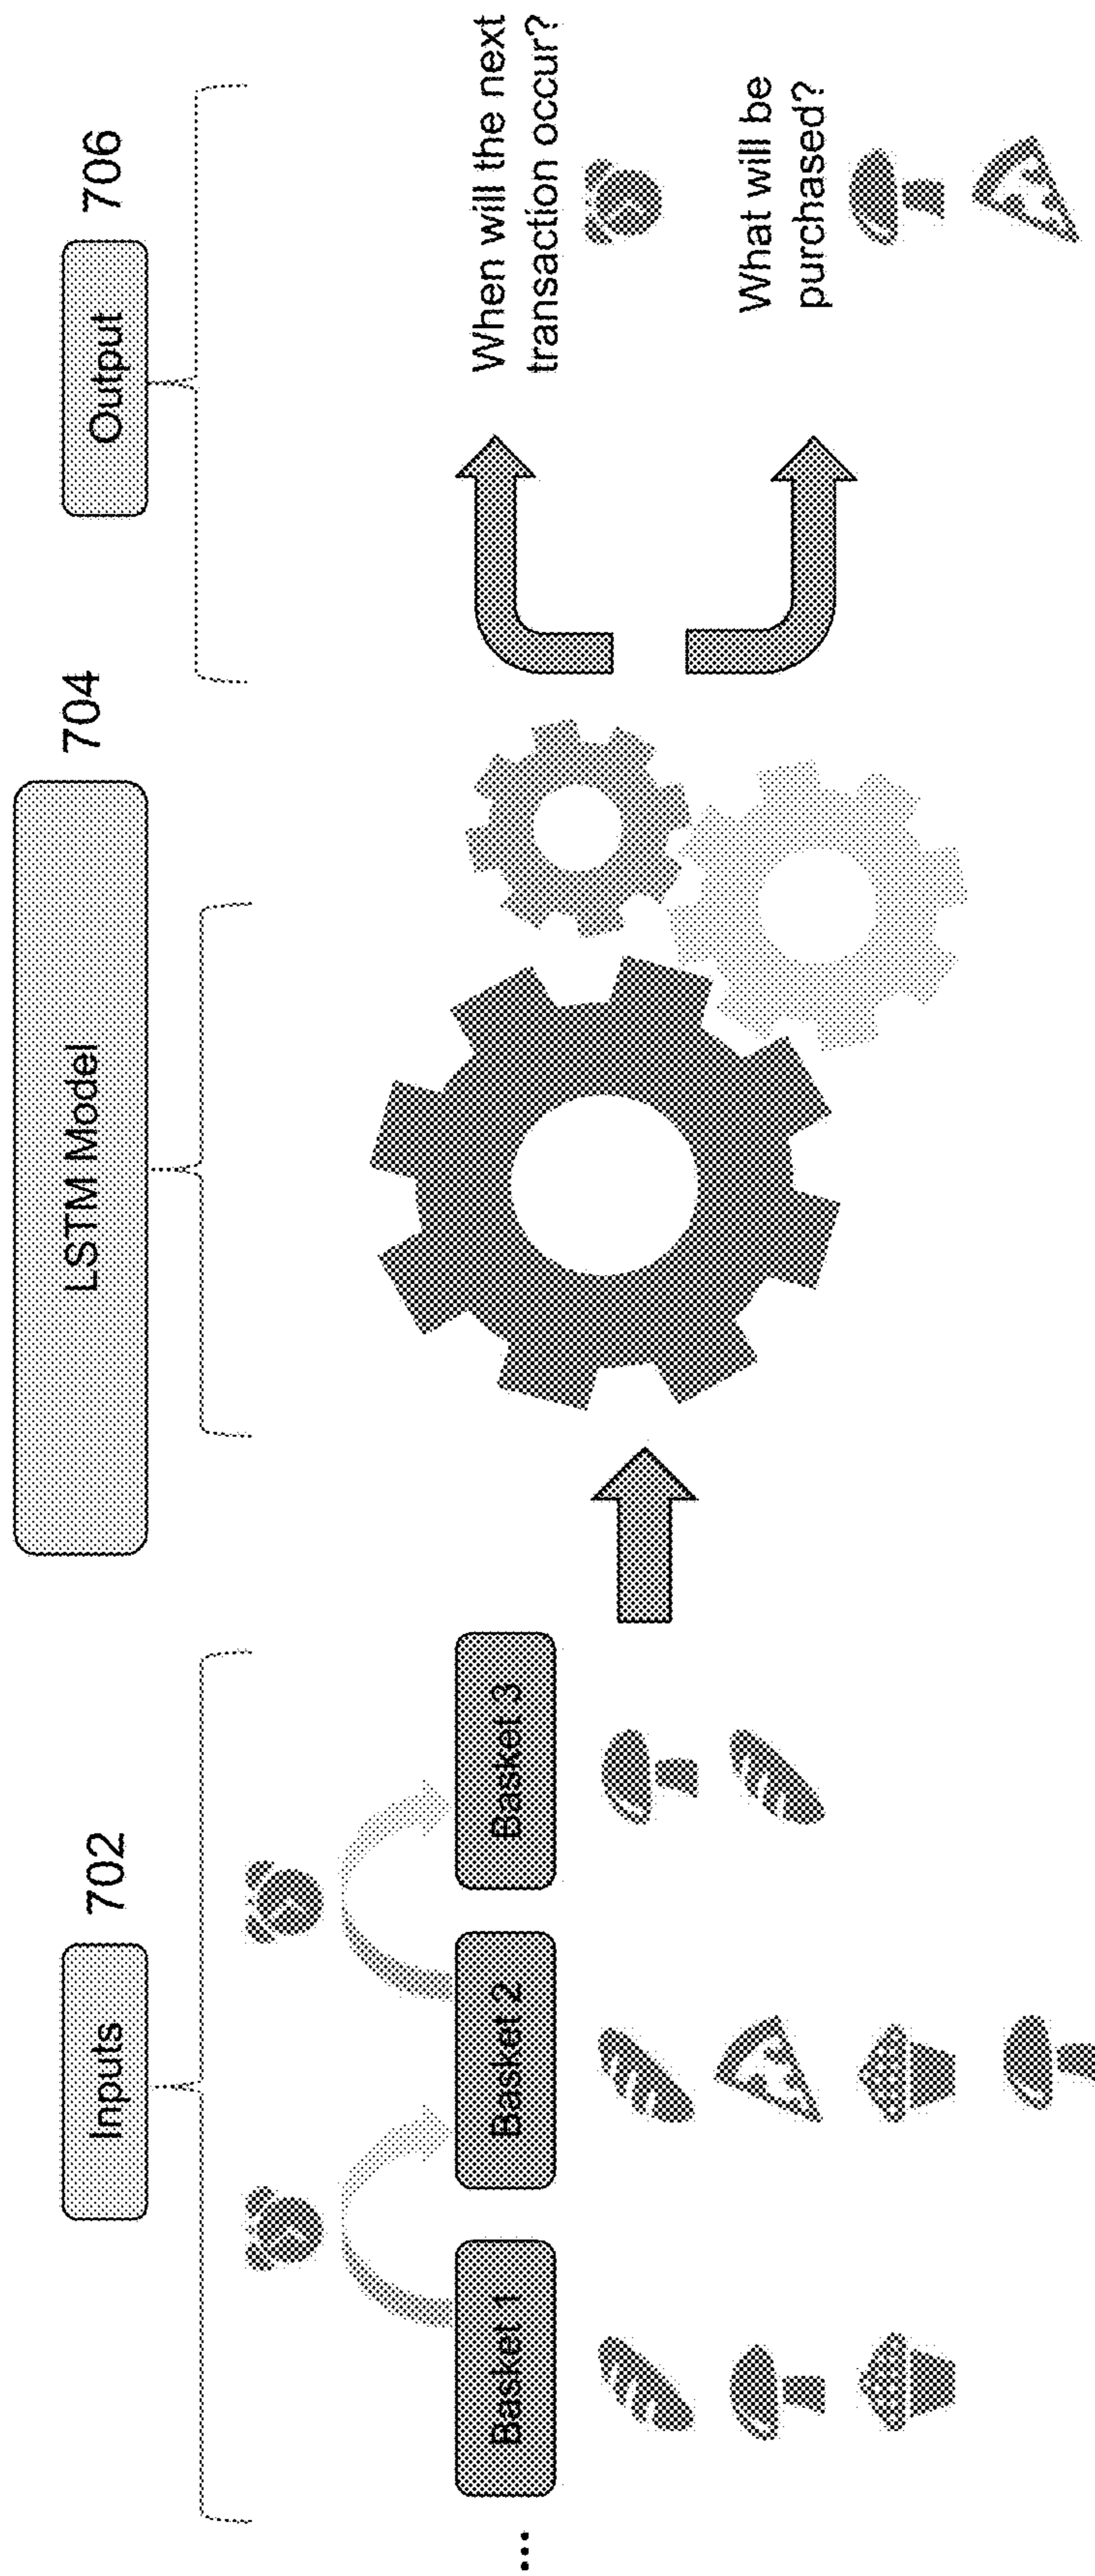 Inputs 702
LSTM Model 704
Output 706
...
Basket 1
Basket 2
Basket 3
When will the next
transaction occur?
What will be
purchased?